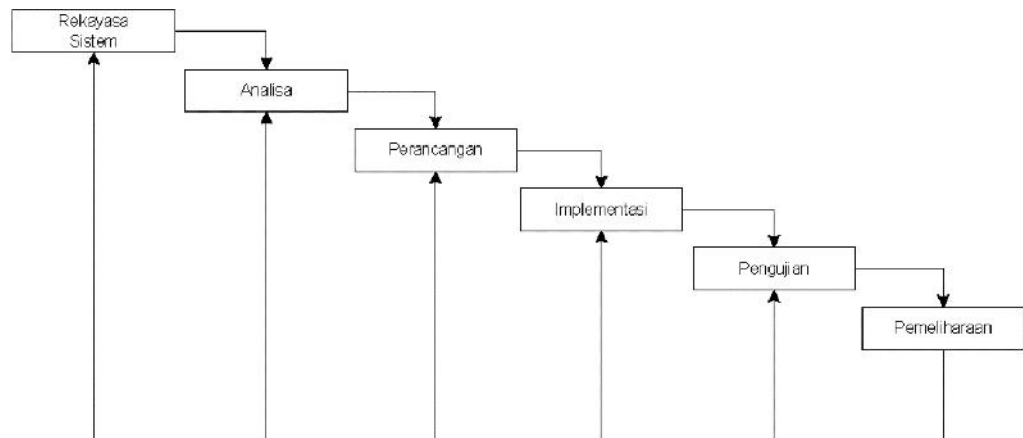 Rekayasa
Sistem
Analisa
Perancangan
Implementasi
Pengujian
Pemeliharaan